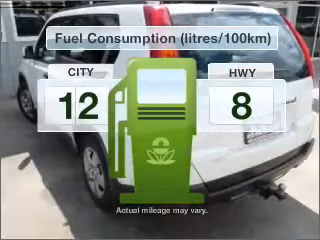 Fuel Consumption (litres/100km)
CITY HWY
12 8
Actual mileage may vary.